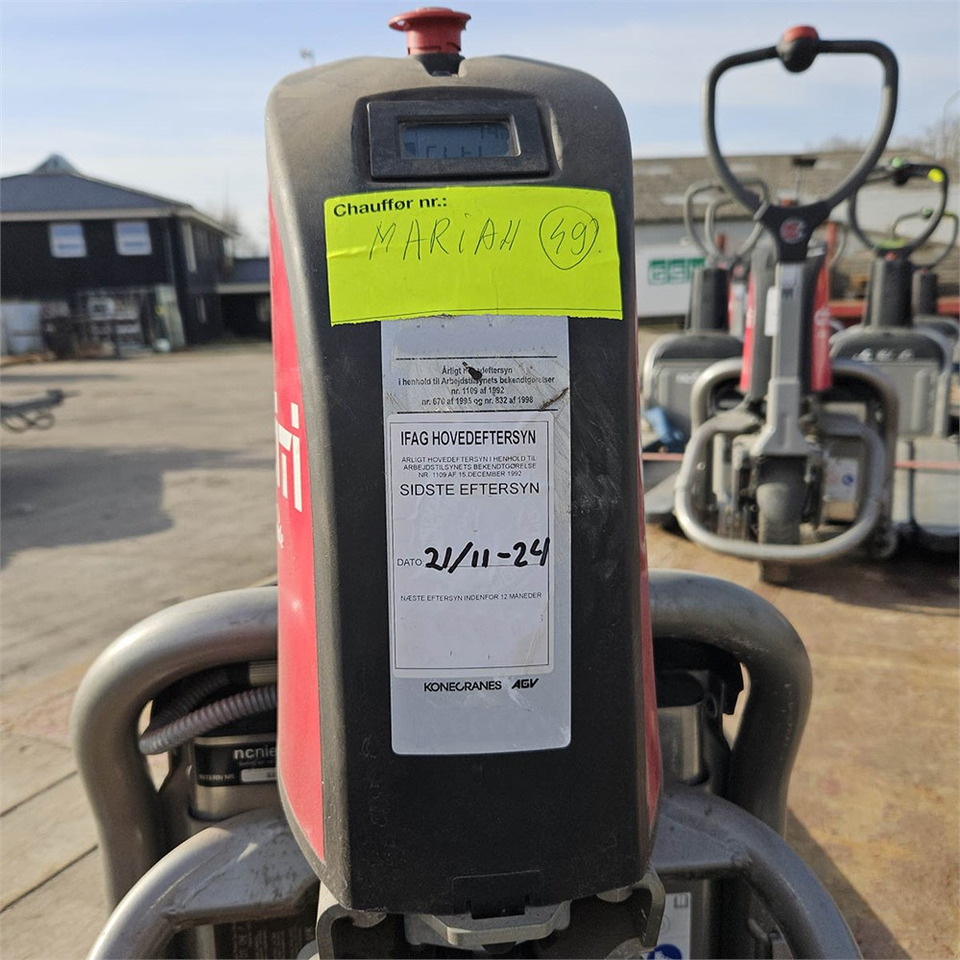 Chauffør nr.:
MARiAH 49
Årligt hovedeftersyn
i henhold til Arbejdstilsynets bekendtgørelser
nr. 1109 af 1992
nr. 670 af 1995 og nr. 832 af 1998
IFAG HOVEDEFTERSYN
ÅRLIGT HOVEDEFTERSYN I HENHOLD TIL
ARBEJDSTILSYNETS BEKENDTGØRELSE
NR. 1109 AF 15.DECEMBER 1992
SIDSTE EFTERSYN
DATO 21/11-24
NÆSTE EFTERSYN INDENFOR 12 MANEDER
KONECRANES AGV